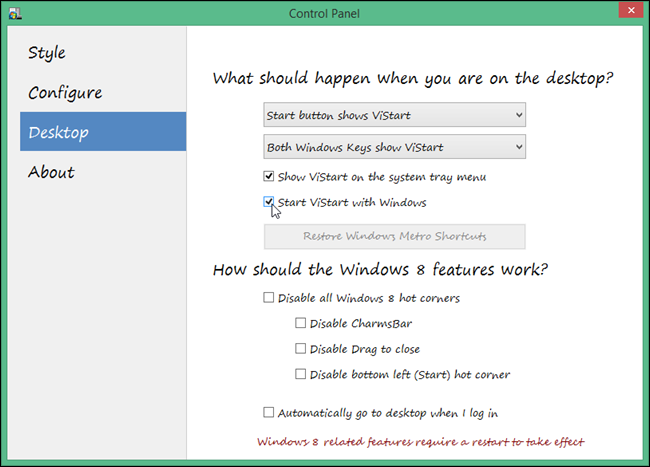 Control Panel
Style
Configure
Desktop
About
What should happen when you are on the desktop?
Start button shows ViStart
Both Windows Keys show ViStart
Show ViStart on the system tray menu
Start ViStart with Windows
Restore Windows Metro Shortcuts
How should the Windows 8 features work?
Disable all Windows 8 hot corners
Disable CharmsBar
Disable Drag to close
Disable bottom left (Start) hot corner
Automatically go to desktop when I log in
Windows 8 related features require a restart to take effect